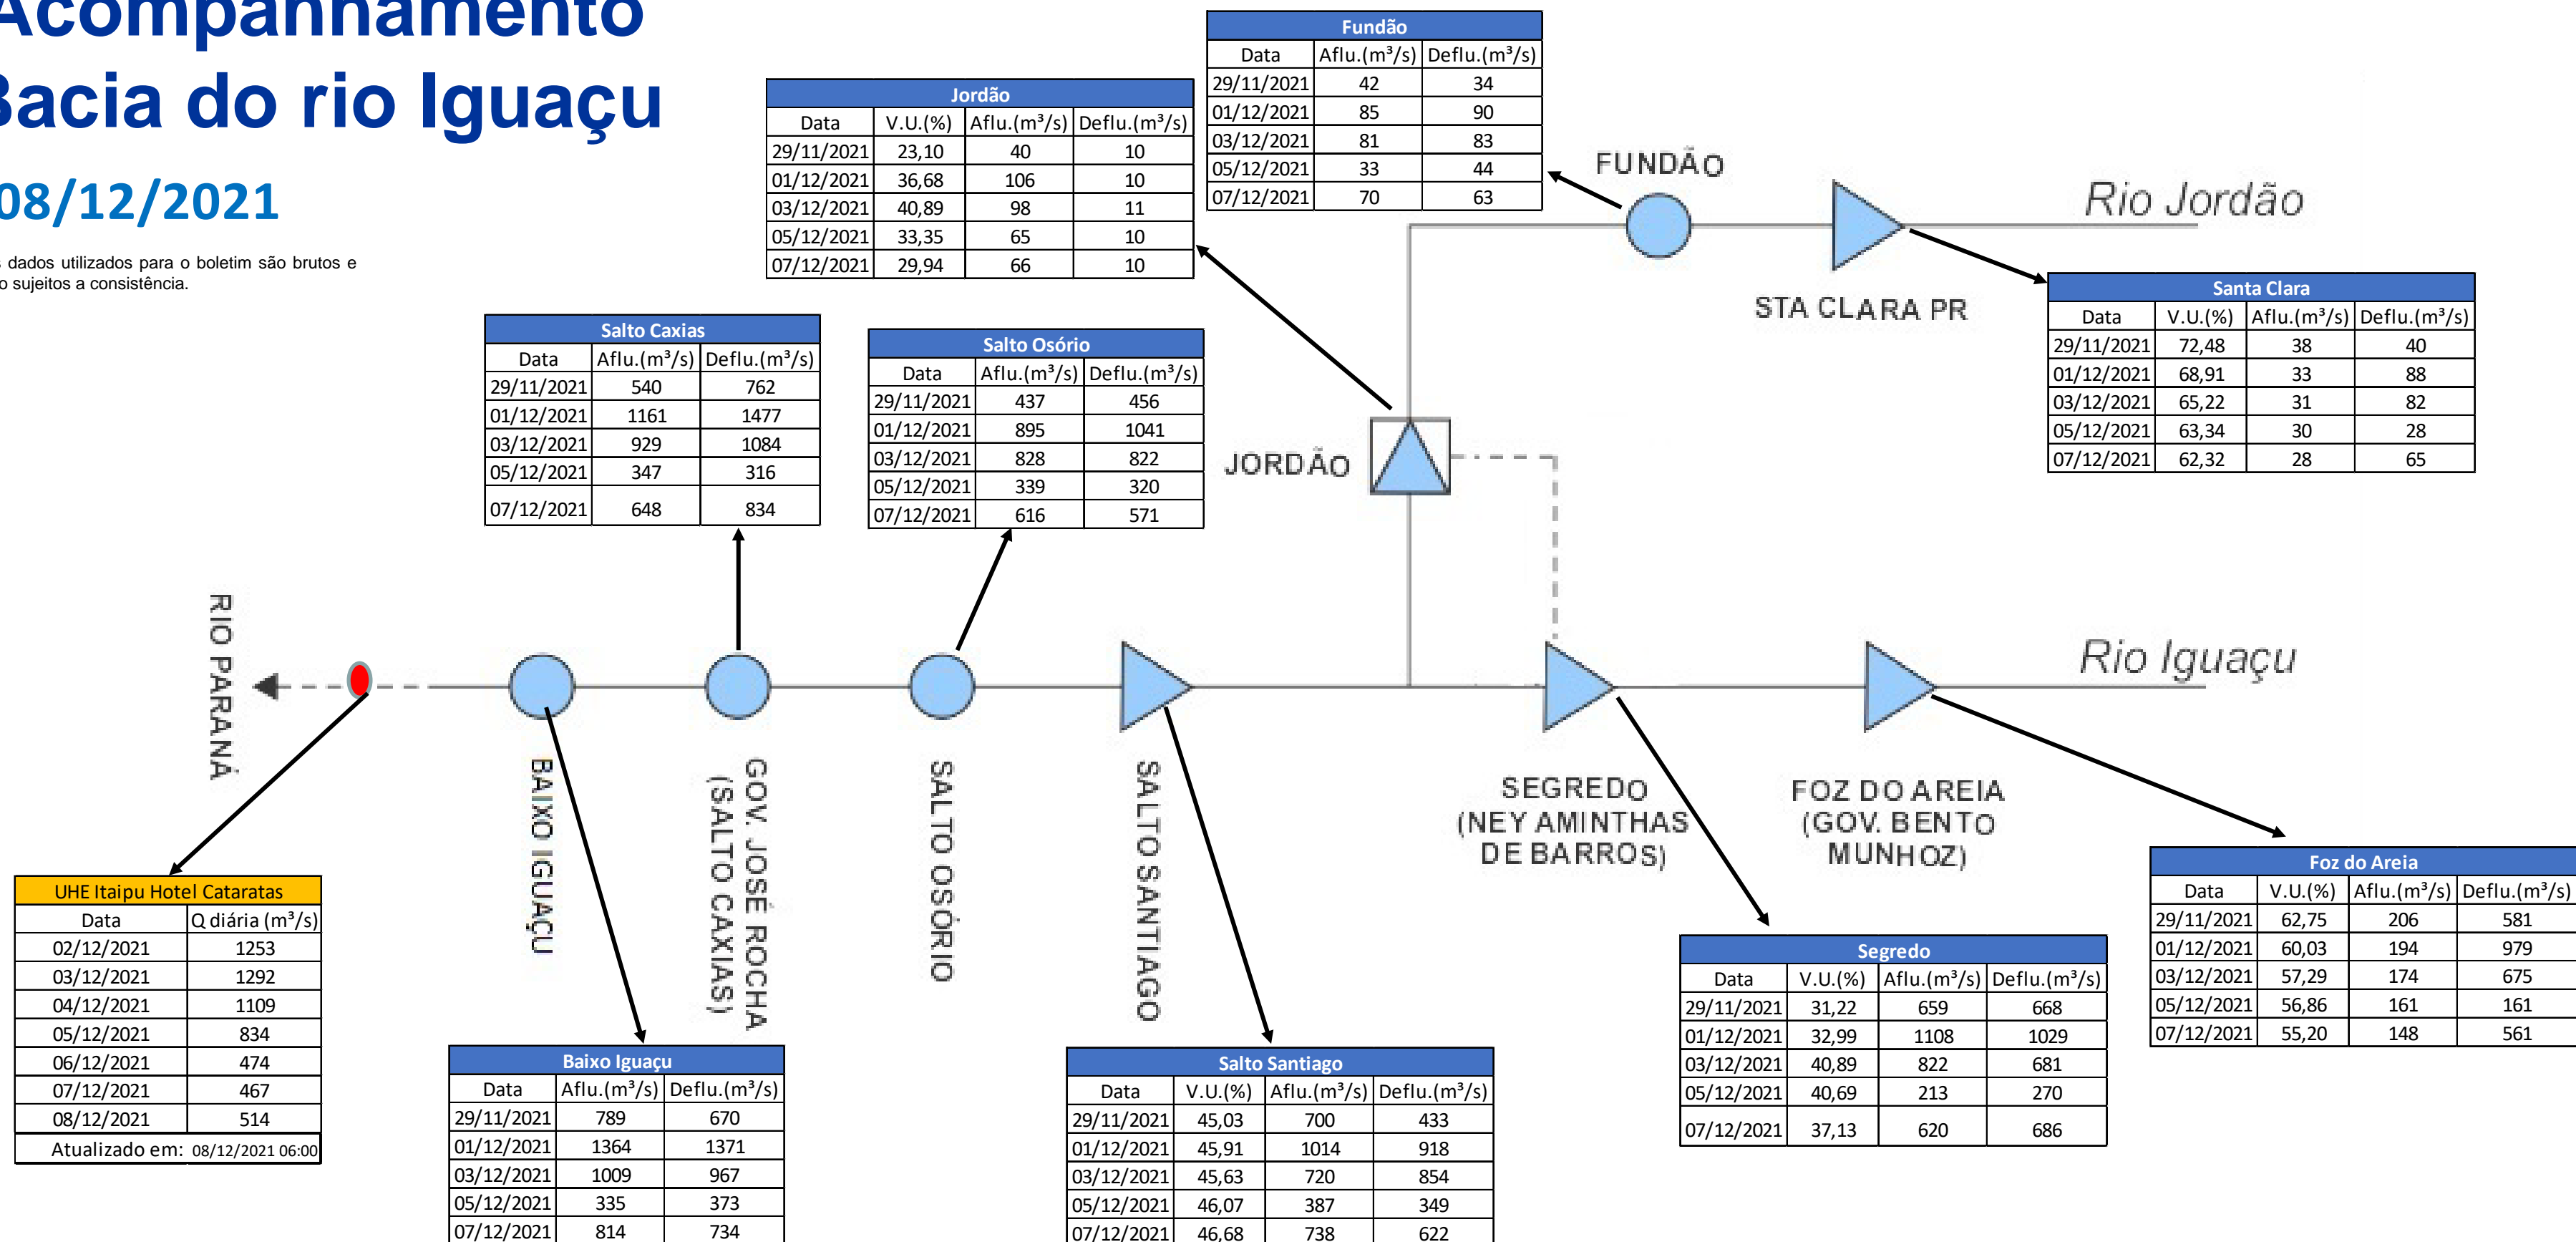 Acompanhamento
Bacia do rio Iguaçu
08/12/2021
s dados utilizados para o boletim são brutos e
o sujeitos a consistência.
Fundão
Data Aflu.(m³/s) Deflu.(m³/s)
29/11/2021 42 34
01/12/2021 85 90
03/12/2021 81 83
05/12/2021 33 44
07/12/2021 70 63
Jordão
Data V.U.(%) Aflu.(m³/s) Deflu.(m³/s)
29/11/2021 23,10 40 10
01/12/2021 36,68 106 10
03/12/2021 40,89 98 11
05/12/2021 33,35 65 10
07/12/2021 29,94 66 10
FUNDÃO
Rio Jordão
STA CLARA PR
Santa Clara
Data V.U.(%) Aflu.(m³/s) Deflu.(m³/s)
29/11/2021 72,48 38 40
01/12/2021 68,91 33 88
03/12/2021 65,22 31 82
05/12/2021 63,34 30 28
07/12/2021 62,32 28 65
Salto Caxias
Data Aflu.(m³/s) Deflu.(m³/s)
29/11/2021 540 762
01/12/2021 1161 1477
03/12/2021 929 1084
05/12/2021 347 316
07/12/2021 648 834
Salto Osório
Data Aflu.(m³/s) Deflu.(m³/s)
29/11/2021 437 456
01/12/2021 895 1041
03/12/2021 828 822
05/12/2021 339 320
07/12/2021 616 571
JORDÃO
RIO PARANÁ
Rio Iguaçu
BAIXO IGUAÇU
GOV. JOSÉ ROCHA
(SALTO CAXIAS)
SALTO OSÓRIO
SALTO SANTIAGO
SEGREDO
(NEY AMINTHAS
DE BARROS)
FOZ DO AREIA
(GOV. BENTO
MUNHOZ)
UHE Itaipu Hotel Cataratas
Data Q diária (m³/s)
02/12/2021 1253
03/12/2021 1292
04/12/2021 1109
05/12/2021 834
06/12/2021 474
07/12/2021 467
08/12/2021 514
Atualizado em: 08/12/2021 06:00
Baixo Iguaçu
Data Aflu.(m³/s) Deflu.(m³/s)
29/11/2021 789 670
01/12/2021 1364 1371
03/12/2021 1009 967
05/12/2021 335 373
07/12/2021 814 734
Salto Santiago
Data V.U.(%) Aflu.(m³/s) Deflu.(m³/s)
29/11/2021 45,03 700 433
01/12/2021 45,91 1014 918
03/12/2021 45,63 720 854
05/12/2021 46,07 387 349
07/12/2021 46,68 738 622
Segredo
Data V.U.(%) Aflu.(m³/s) Deflu.(m³/s)
29/11/2021 31,22 659 668
01/12/2021 32,99 1108 1029
03/12/2021 40,89 822 681
05/12/2021 40,69 213 270
07/12/2021 37,13 620 686
Foz do Areia
Data V.U.(%) Aflu.(m³/s) Deflu.(m³/s)
29/11/2021 62,75 206 581
01/12/2021 60,03 194 979
03/12/2021 57,29 174 675
05/12/2021 56,86 161 161
07/12/2021 55,20 148 561